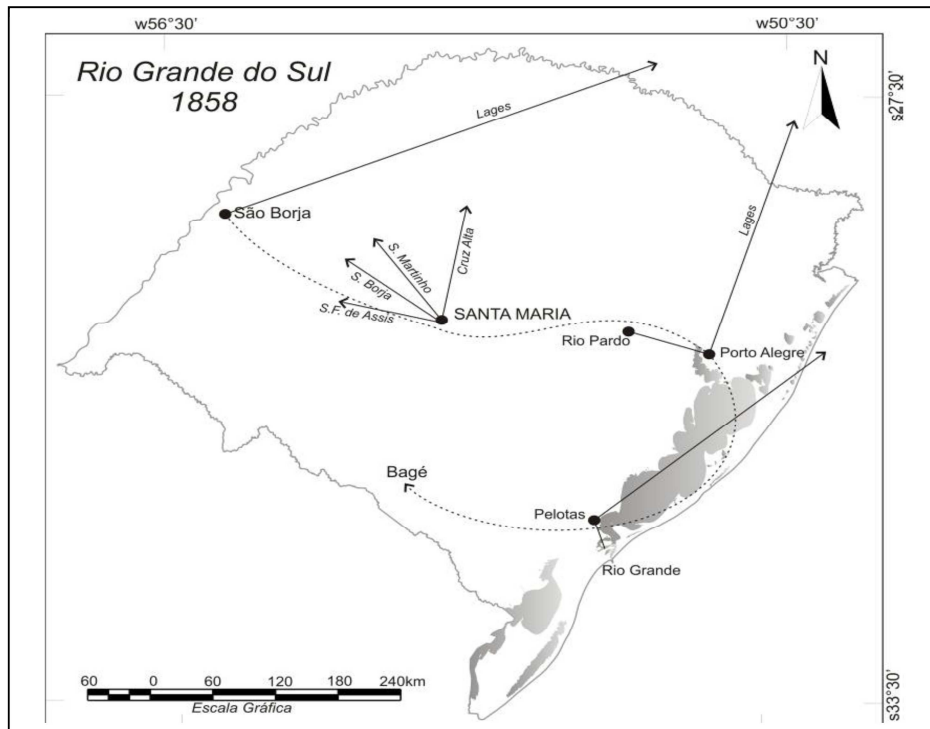 w56°30'
w50°30'
Rio Grande do Sul
1858
N
s27°30'
Lages
Lages
São Borja
Cruz Alta
S. Martinho
S. Borja
S.F. de Assis
SANTA MARIA
Rio Pardo
Porto Alegre
Bagé
Pelotas
Rio Grande
60 0 60 120 180 240km
Escala Gráfica
s33°30'